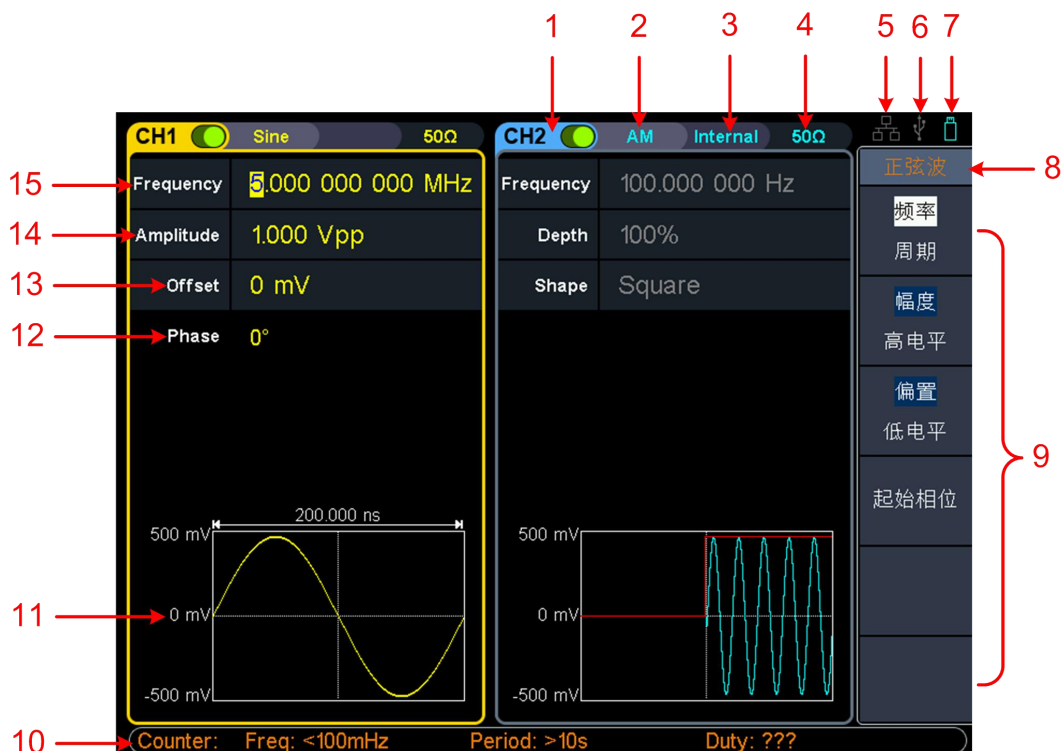 1 2 3 4 5 6 7
CH1 Sine 50Ω
CH2 AM Internal 50Ω
8 正弦波
15 Frequency 5.000 000 000 MHz
Frequency 100.000 000 Hz
频率
周期
14 Amplitude 1.000 Vpp
Depth 100%
13 Offset 0 mV
Shape Square
幅度
高电平
12 Phase 0°
偏置
低电平
9
起始相位
200.000 ns
500 mV
500 mV
11 0 mV
0 mV
-500 mV
-500 mV
10 Counter: Freq: <100mHz Period: >10s Duty: ???